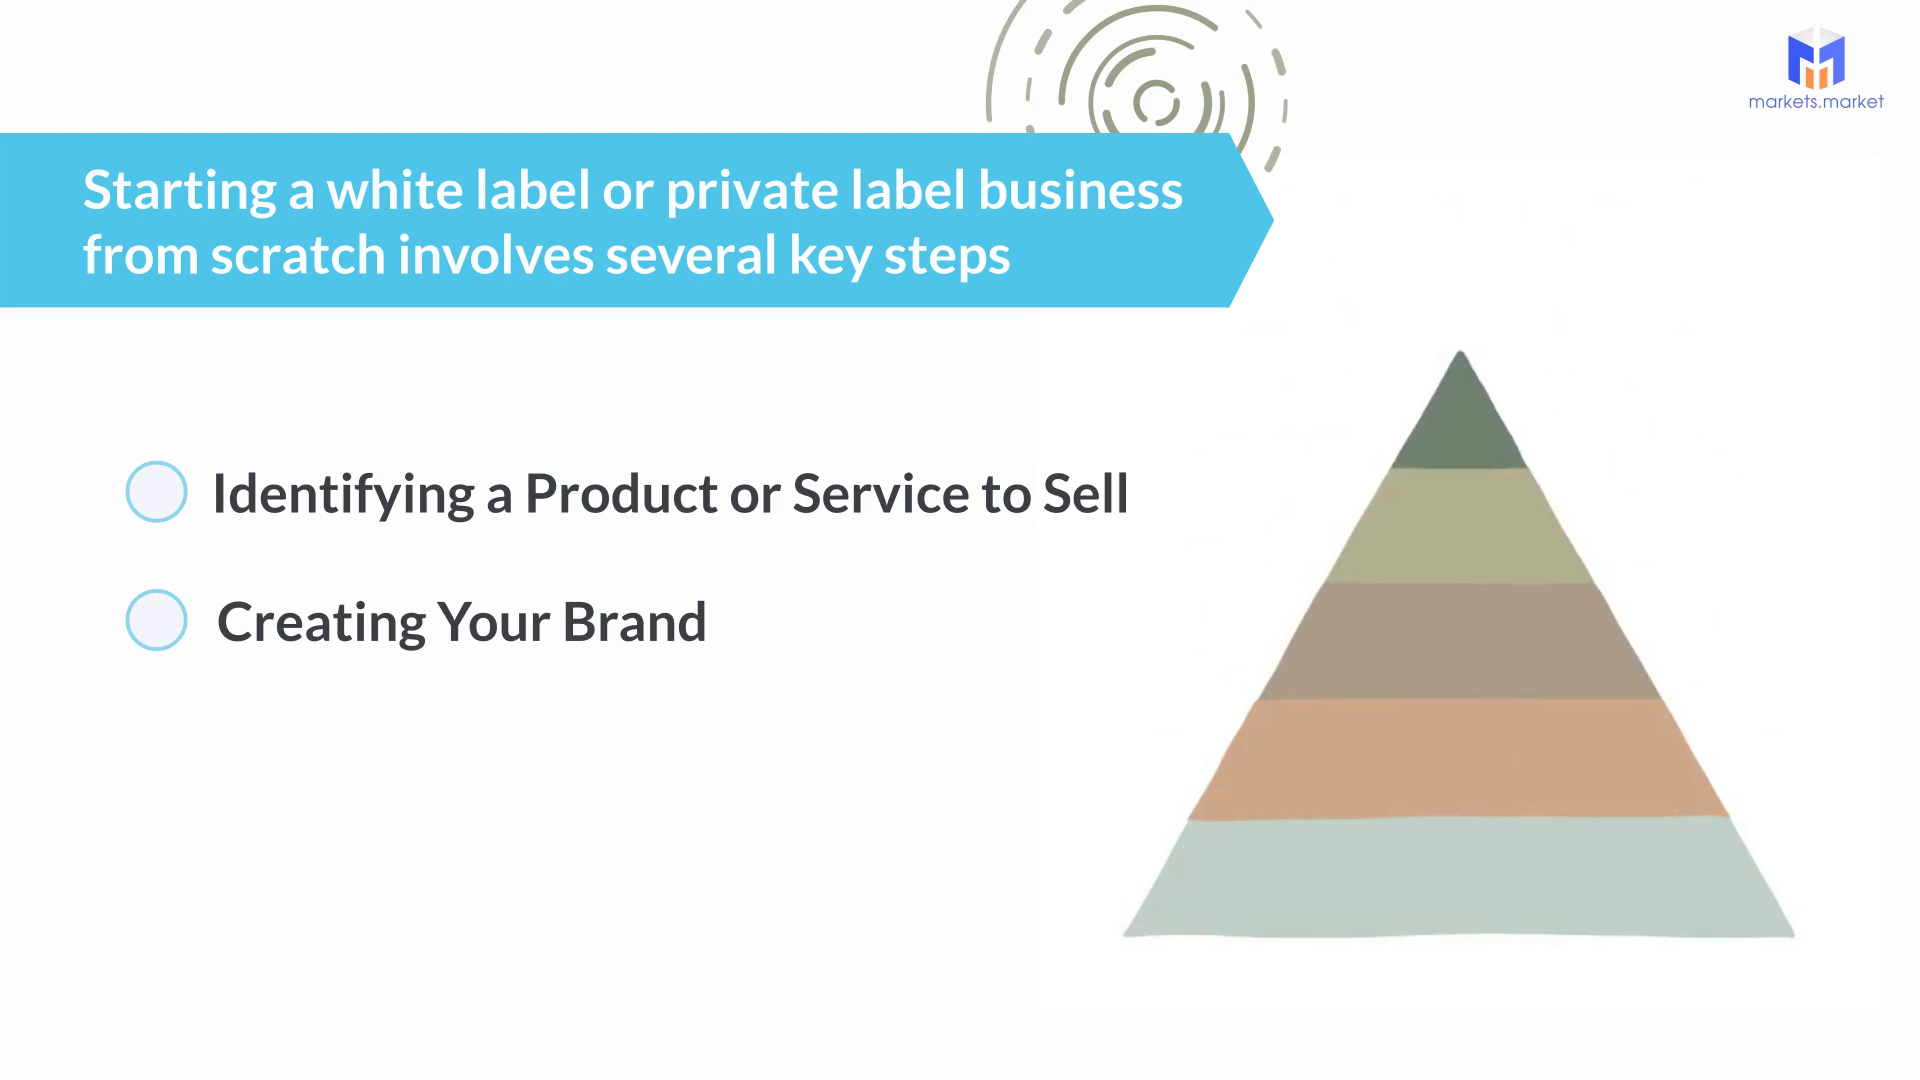 markets.market
Starting a white label or private label business
from scratch involves several key steps
Identifying a Product or Service to Sell
Creating Your Brand